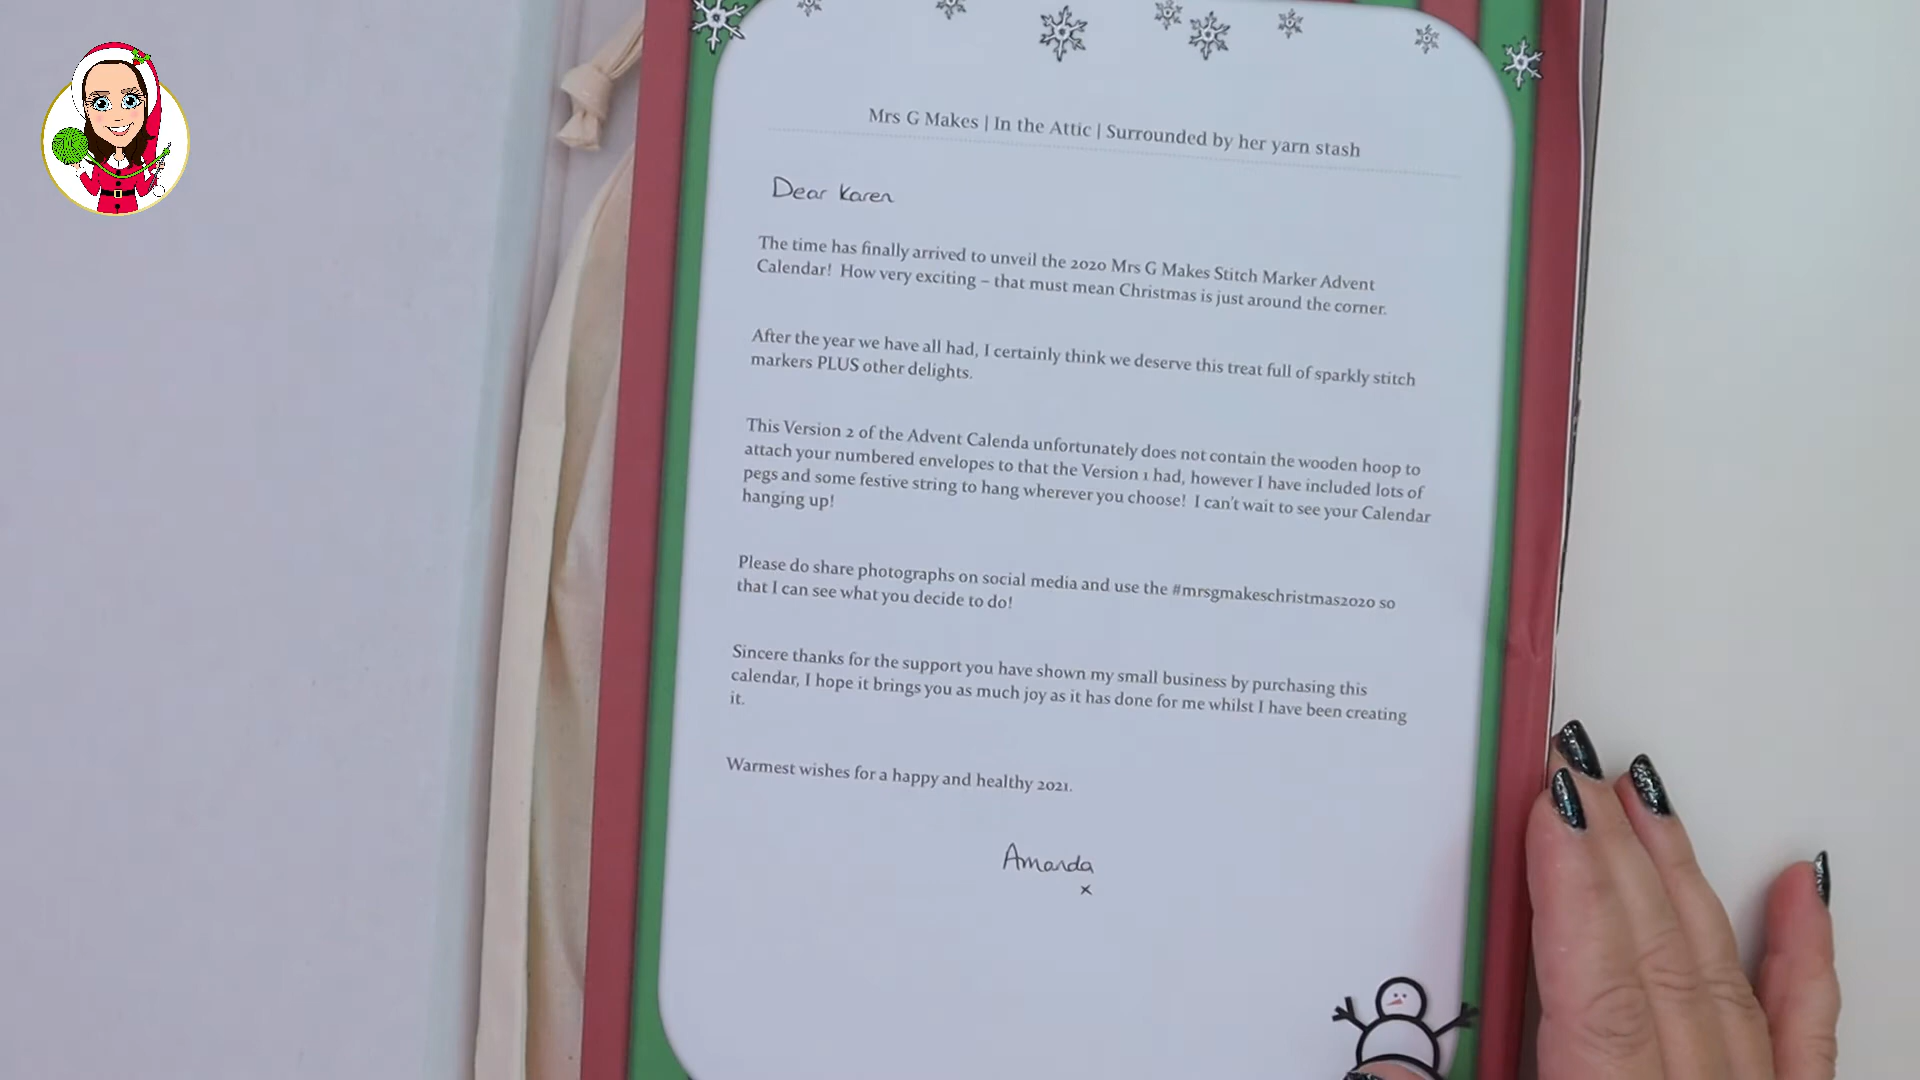 Mrs G Makes | In the Attic | Surrounded by her yarn stash
Dear Karen
The time has finally arrived to unveil the 2020 Mrs G Makes Stitch Marker Advent
Calendar! How very exciting – that must mean Christmas is just around the corner.
After the year we have all had, I certainly think we deserve this treat full of sparkly stitch
markers PLUS other delights.
This Version 2 of the Advent Calenda unfortunately does not contain the wooden hoop to
attach your numbered envelopes to that the Version 1 had, however I have included lots of
pegs and some festive string to hang wherever you choose! I can't wait to see your Calendar
hanging up!
Please do share photographs on social media and use the #mrsgmakeschristmas2020 so
that I can see what you decide to do!
Sincere thanks for the support you have shown my small business by purchasing this
calendar, I hope it brings you as much joy as it has done for me whilst I have been creating
it.
Warmest wishes for a happy and healthy 2021.
Amanda
x